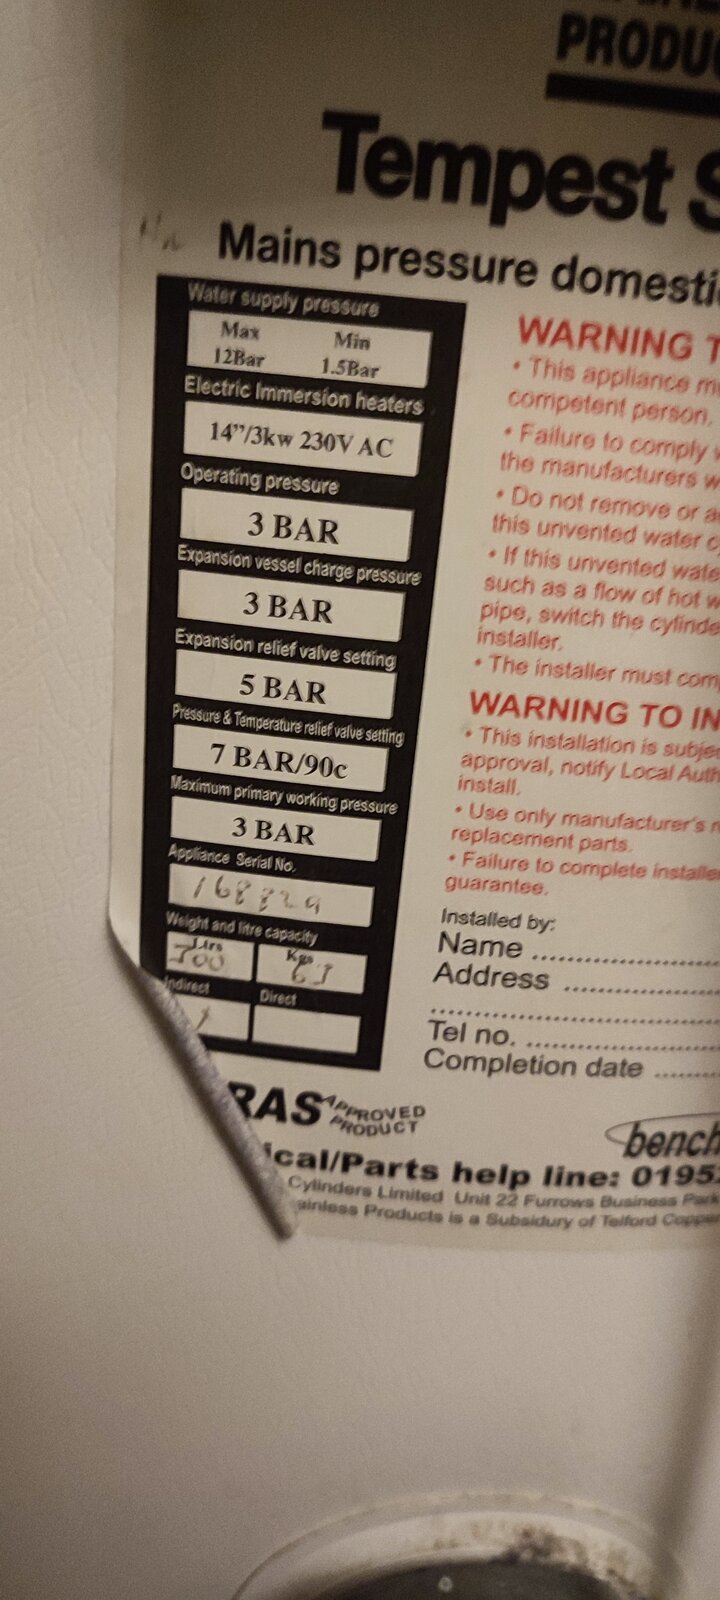 PRODU
Tempest S
Mains pressure domesti
Water supply pressure
Max Min
12Bar 1.5Bar
Electric Immersion heaters
14”/3kw 230V AC
Operating pressure
3 BAR
Expansion vessel charge pressure
3 BAR
Expansion relief valve setting
5 BAR
Pressure & Temperature relief valve setting
7 BAR/90c
Maximum primary working pressure
3 BAR
Appliance Serial No.
168829
Weight and litre capacity
Ltrs Kgs
Indirect Direct
WARNING T
• This appliance m
competent person.
• Failure to comply
the manufacturers w
• Do not remove or a
this unvented water c
• If this unvented wate
such as a flow of hot w
pipe, switch the cylinde
installer.
• The installer must com
WARNING TO IN
• This installation is subje
approval, notify Local Auth
install.
• Use only manufacturer's r
replacement parts.
• Failure to complete installe
guarantee.
Installed by:
Name ..........
Address ..........
Tel no. ..........
Completion date ..........
RAS APPROVED
PRODUCT
bench
ical/Parts help line: 0195
Cylinders Limited Unit 22 Furrows Business Park
ainless Products is a Subsidury of Telford Copper